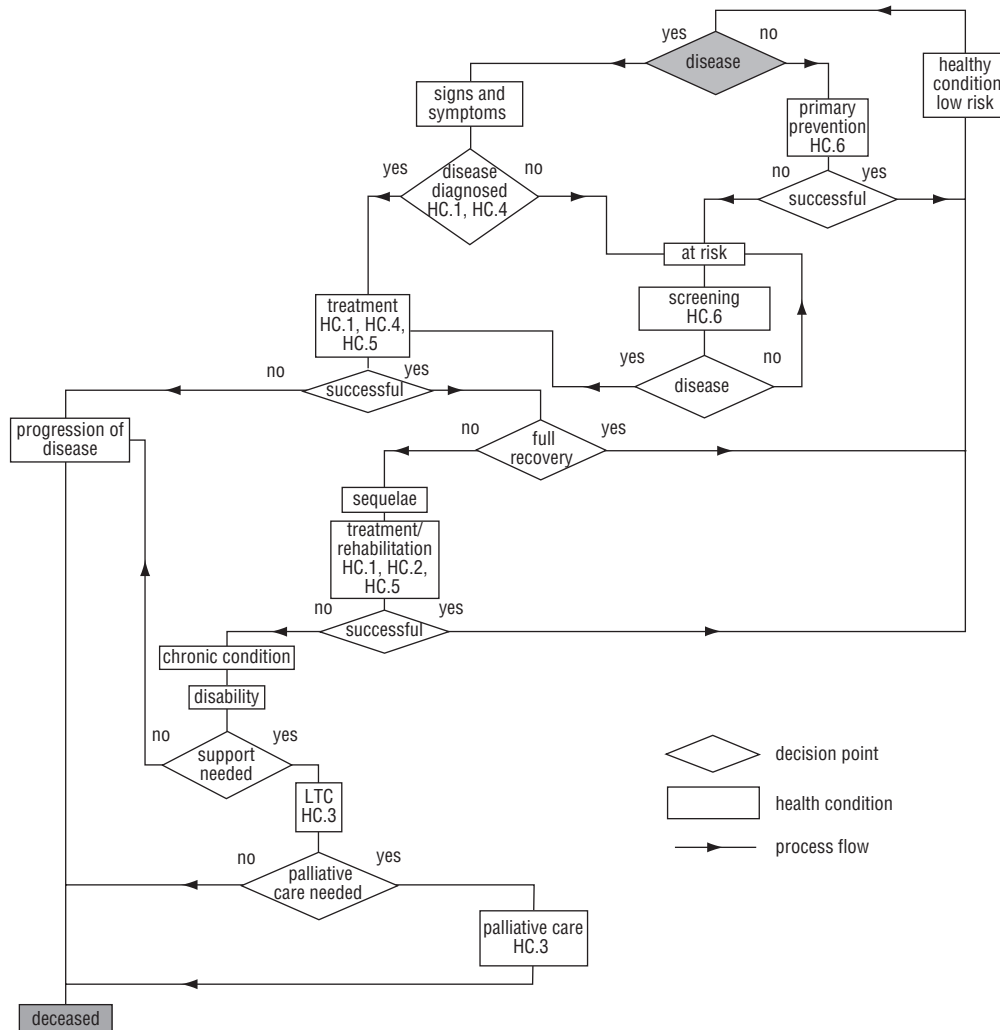 yes
no
disease
healthy
condition
low risk
signs and
symptoms
primary
prevention
HC.6
yes
disease
diagnosed
HC.1, HC.4
no
no
yes
successful
at risk
treatment
HC.1, HC.4,
HC.5
screening
HC.6
yes
no
disease
no
yes
successful
progression of
disease
no
full
recovery
yes
sequelae
treatment/
rehabilitation
HC.1, HC.2,
HC.5
no
yes
successful
chronic condition
disability
no
yes
support
needed
decision point
LTC
HC.3
health condition
process flow
no
yes
palliative
care needed
palliative care
HC.3
deceased